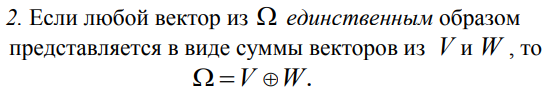 2. Если любой вектор из Ω единственным образом
представляется в виде суммы векторов из V и W , то
Ω = V ⊕ W.